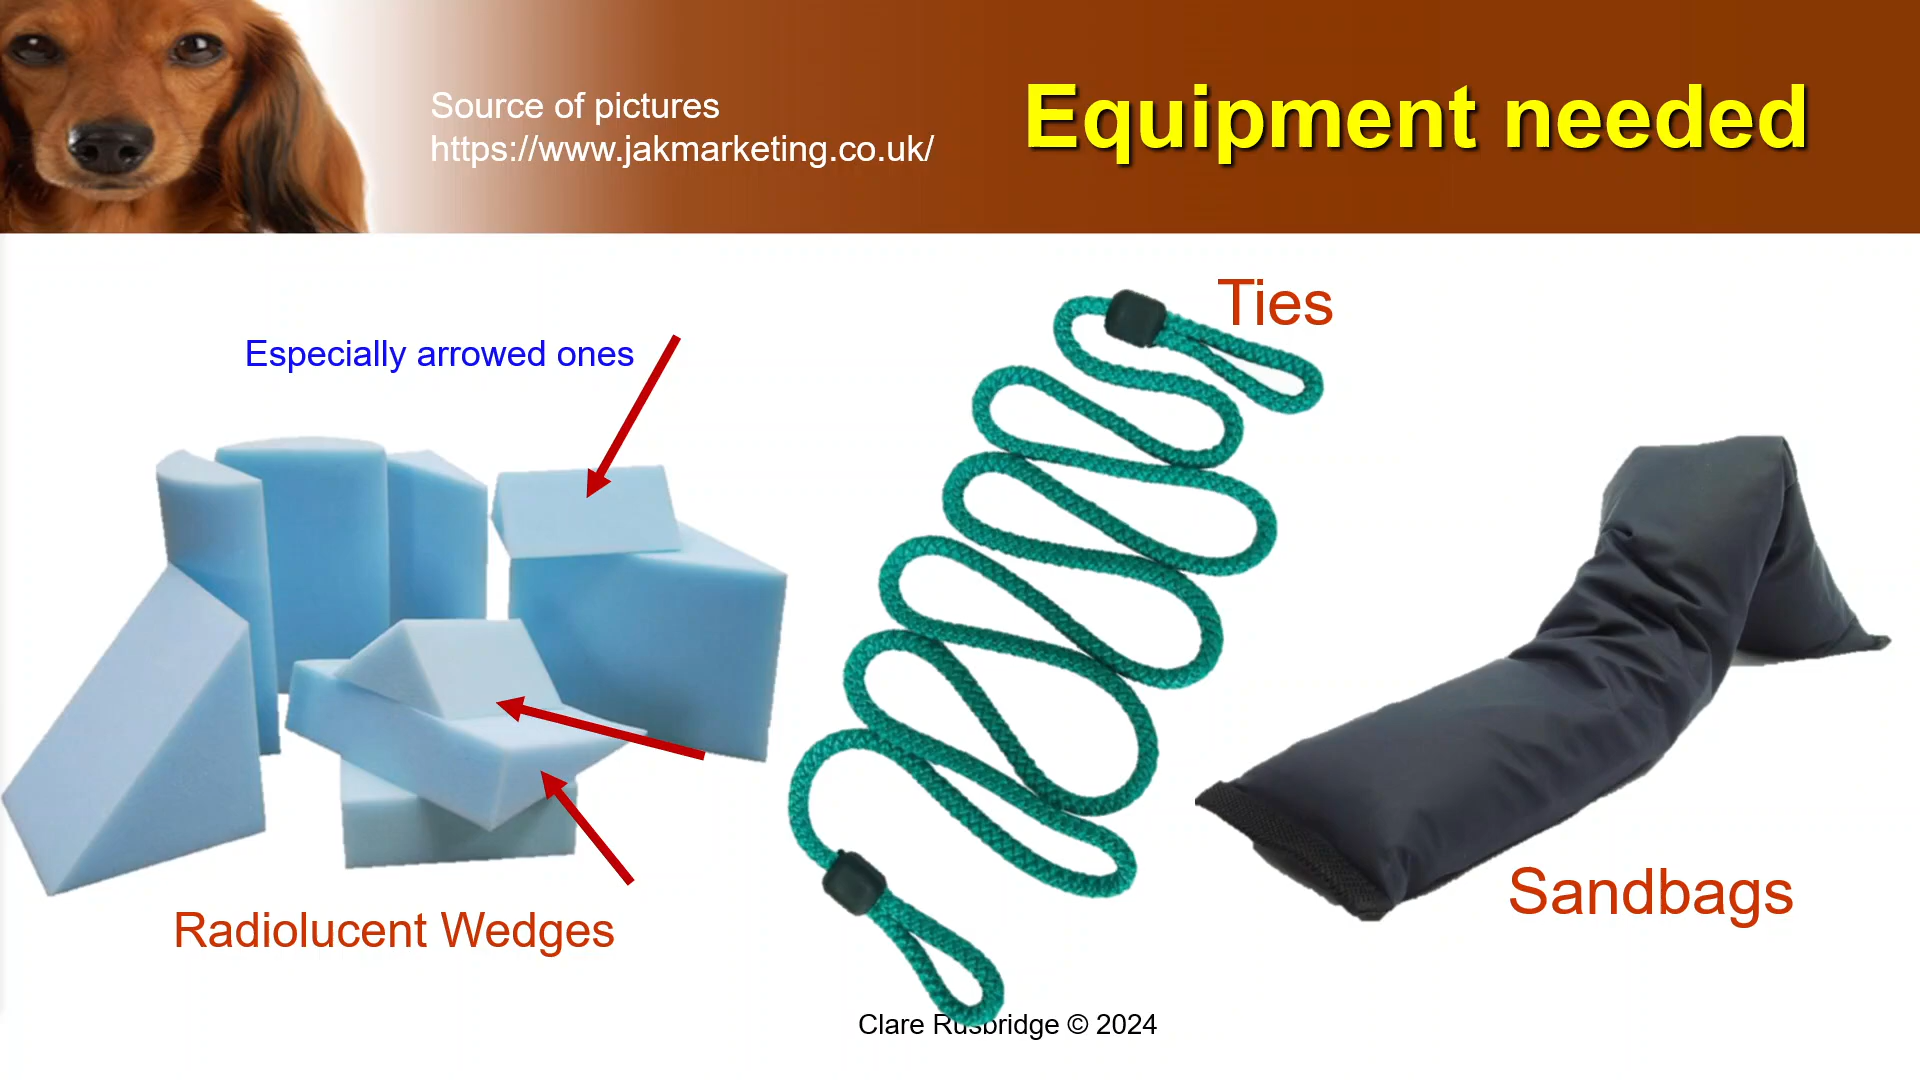 Source of pictures
https://www.jakmarketing.co.uk/
Equipment needed
Ties
Especially arrowed ones
Radiolucent Wedges
Sandbags
Clare Rusbridge © 2024